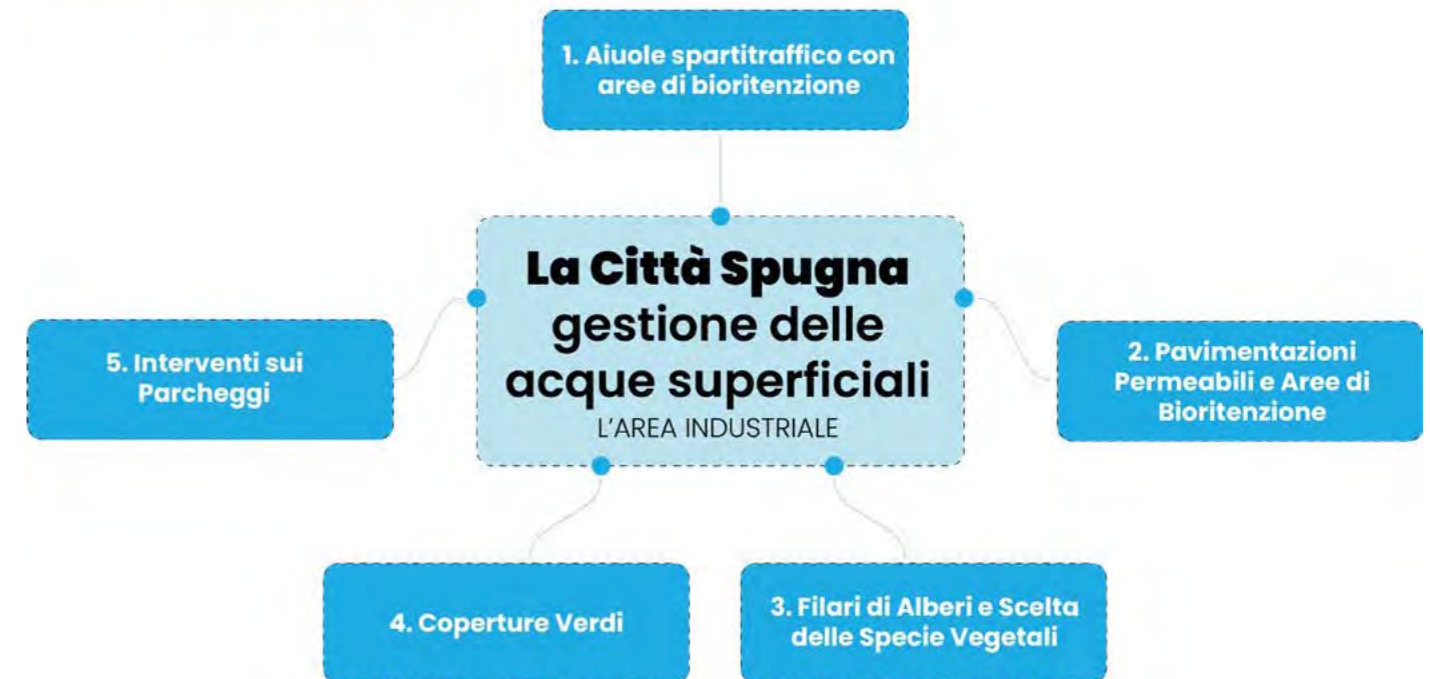 1. Aiuole spartitraffico con
aree di bioritenzione
La Città Spugna
gestione delle
acque superficiali
L'AREA INDUSTRIALE
5. Interventi sui
Parcheggi
2. Pavimentazioni
Permeabili e Aree di
Bioritenzione
4. Coperture Verdi
3. Filari di Alberi e Scelta
delle Specie Vegetali